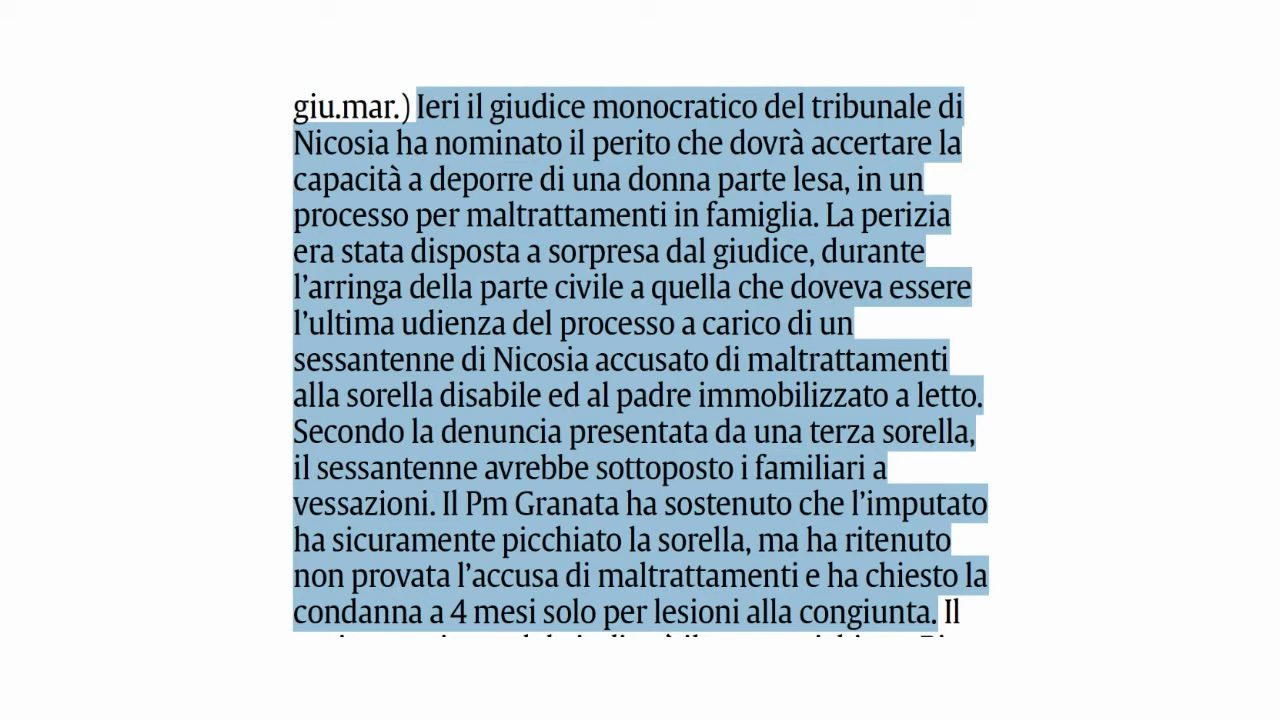 giu.mar.) Ieri il giudice monocratico del tribunale di
Nicosia ha nominato il perito che dovrà accertare la
capacità a deporre di una donna parte lesa, in un
processo per maltrattamenti in famiglia. La perizia
era stata disposta a sorpresa dal giudice, durante
l’arringa della parte civile a quella che doveva essere
l’ultima udienza del processo a carico di un
sessantenne di Nicosia accusato di maltrattamenti
alla sorella disabile ed al padre immobilizzato a letto.
Secondo la denuncia presentata da una terza sorella,
il sessantenne avrebbe sottoposto i familiari a
vessazioni. Il Pm Granata ha sostenuto che l’imputato
ha sicuramente picchiato la sorella, ma ha ritenuto
non provata l’accusa di maltrattamenti e ha chiesto la
condanna a 4 mesi solo per lesioni alla congiunta. Il